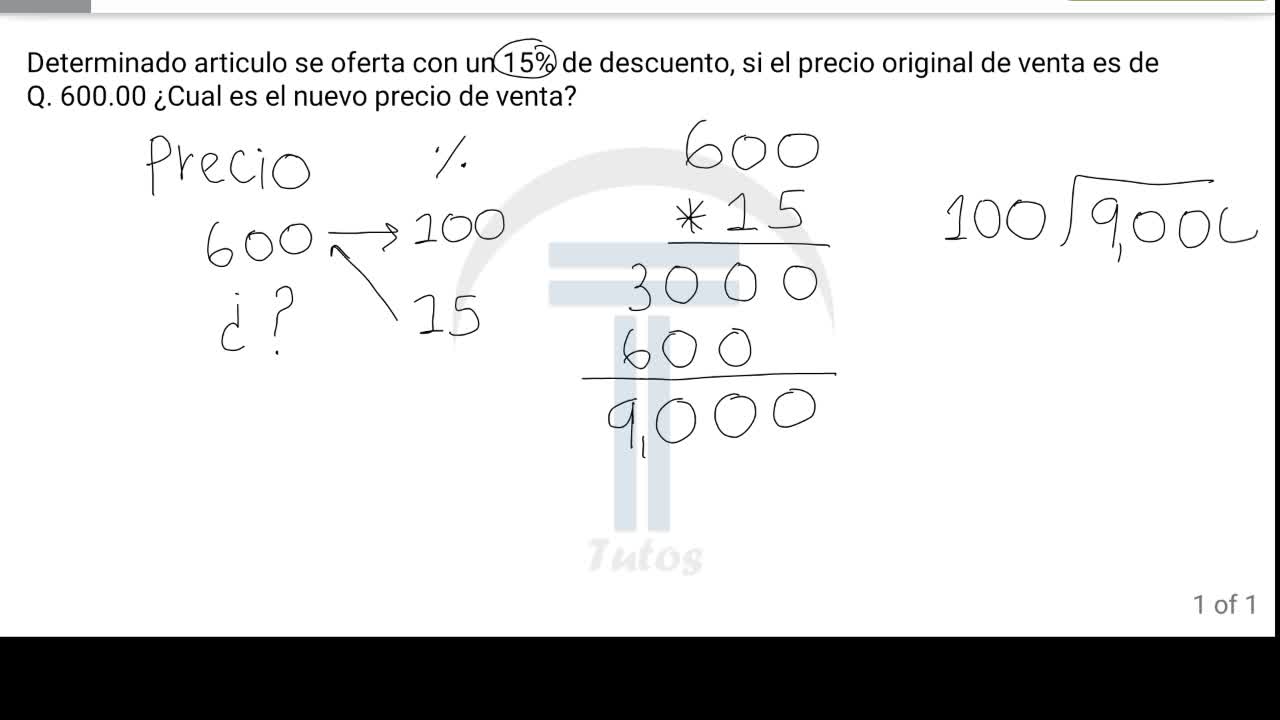 Determinado articulo se oferta con un 15% de descuento, si el precio original de venta es de
Q. 600.00 ¿Cual es el nuevo precio de venta?
Precio %
600 → 100
¿? 15
600
* 15
3000
600
9,000
100 9,000
Tutos
1 of 1